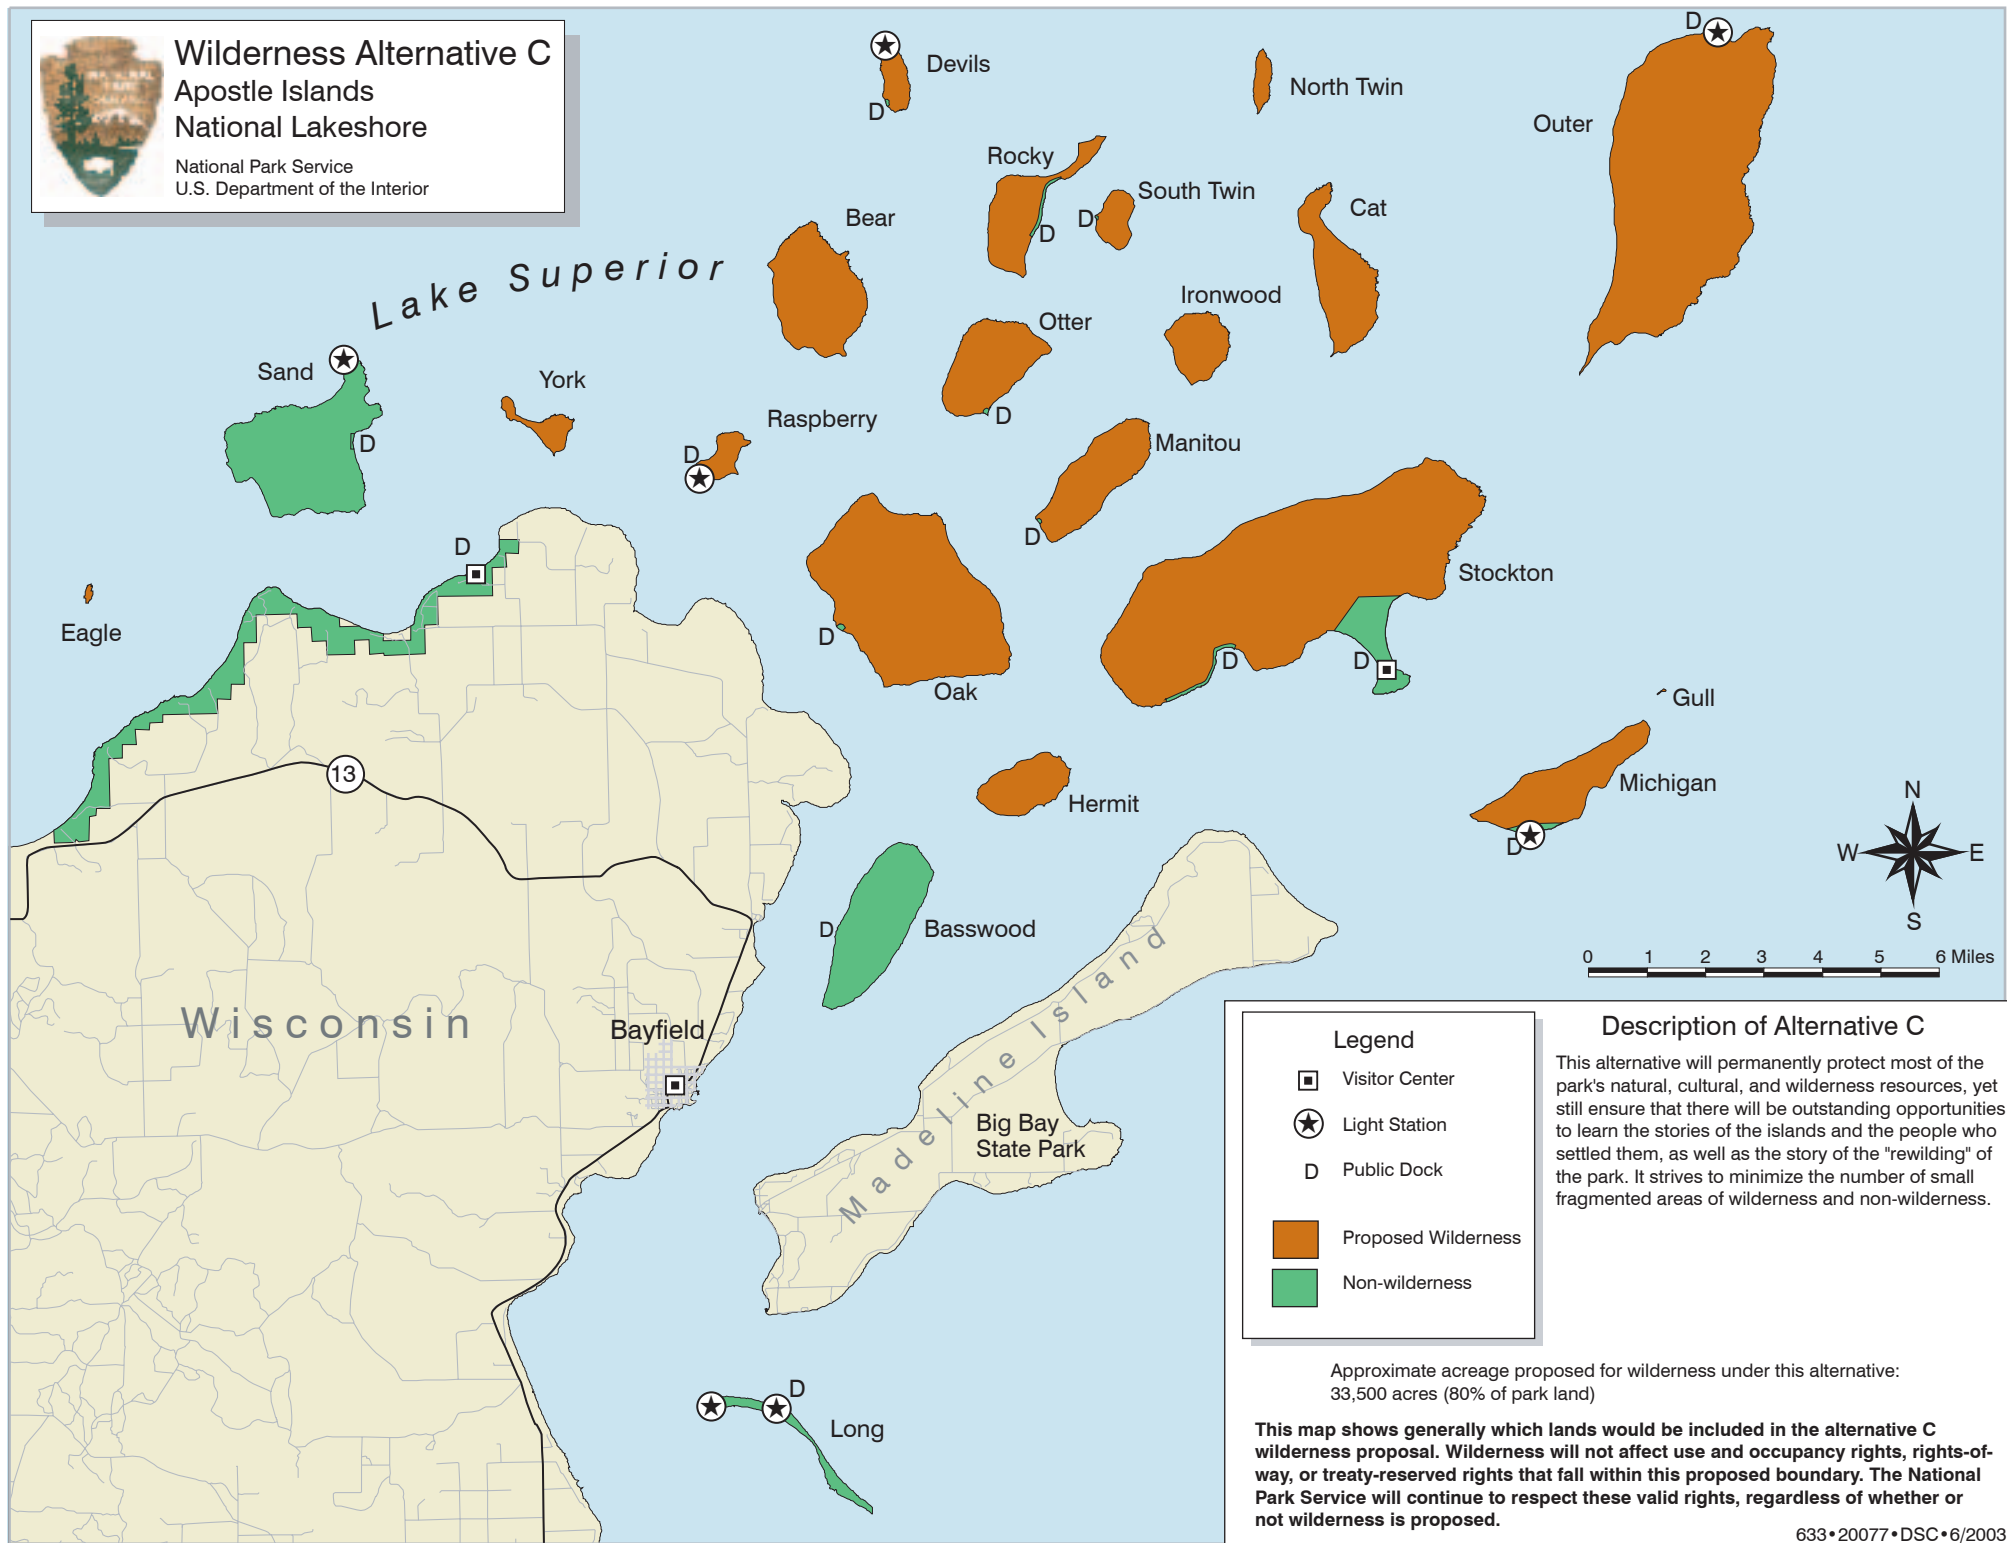 Wilderness Alternative C
Apostle Islands
National Lakeshore
National Park Service
U.S. Department of the Interior
D
Devils
D
North Twin
D
Outer
Rocky
D
South Twin
D
Cat
Bear
Lake Superior
Ironwood
Otter
D
Sand
D
York
Raspberry
D
Manitou
D
D
Eagle
Stockton
D
D
D
Oak
Gull
Michigan
D
Hermit
13
N
W
E
S
D
Basswood
0 1 2 3 4 5 6 Miles
Madeline Island
Wisconsin
Bayfield
Big Bay
State Park
D
Long
Legend
Visitor Center
Light Station
D Public Dock
Proposed Wilderness
Non-wilderness
Description of Alternative C
This alternative will permanently protect most of the
park's natural, cultural, and wilderness resources, yet
still ensure that there will be outstanding opportunities
to learn the stories of the islands and the people who
settled them, as well as the story of the "rewilding" of
the park. It strives to minimize the number of small
fragmented areas of wilderness and non-wilderness.
Approximate acreage proposed for wilderness under this alternative:
33,500 acres (80% of park land)
This map shows generally which lands would be included in the alternative C
wilderness proposal. Wilderness will not affect use and occupancy rights, rights-of-
way, or treaty-reserved rights that fall within this proposed boundary. The National
Park Service will continue to respect these valid rights, regardless of whether or
not wilderness is proposed.
633•20077•DSC•6/2003